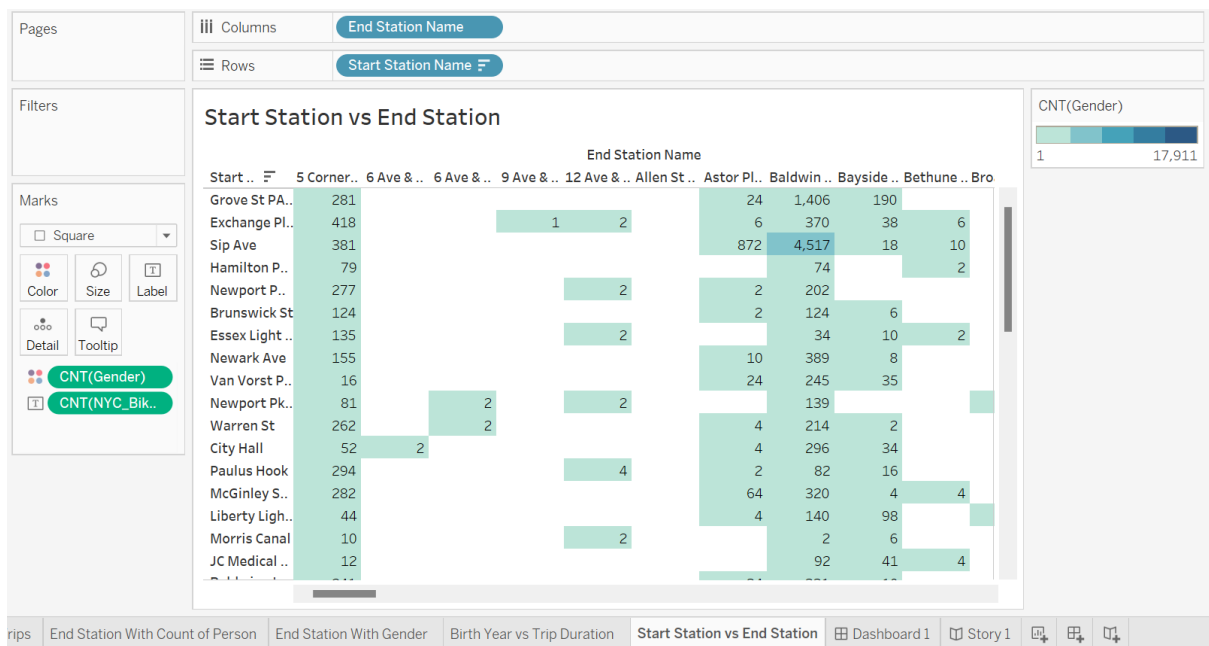 Pages
Columns End Station Name
Rows Start Station Name
Filters
Marks
Square
Color Size Label
Detail Tooltip
CNT(Gender)
CNT(NYC_Bik..
Start Station vs End Station
End Station Name
Start .. 5 Corner.. 6 Ave & .. 6 Ave & .. 9 Ave & .. 12 Ave & .. Allen St .. Astor Pl.. Baldwin .. Bayside .. Bethune .. Bro
Grove St PA.. 281 24 1,406 190
Exchange Pl.. 418 1 2 6 370 38 6
Sip Ave 381 872 4,517 18 10
Hamilton P.. 79 74 2
Newport P.. 277 2 2 202
Brunswick St 124 2 124 6
Essex Light .. 135 2 34 10 2
Newark Ave 155 10 389 8
Van Vorst P.. 16 24 245 35
Newport Pk.. 81 2 2 139
Warren St 262 2 4 214 2
City Hall 52 2 4 296 34
Paulus Hook 294 4 2 82 16
McGinley S.. 282 64 320 4 4
Liberty Ligh.. 44 4 140 98
Morris Canal 10 2 2 6
JC Medical .. 12 92 41 4
CNT(Gender)
1 17,911
rips End Station With Count of Person End Station With Gender Birth Year vs Trip Duration Start Station vs End Station Dashboard 1 Story 1